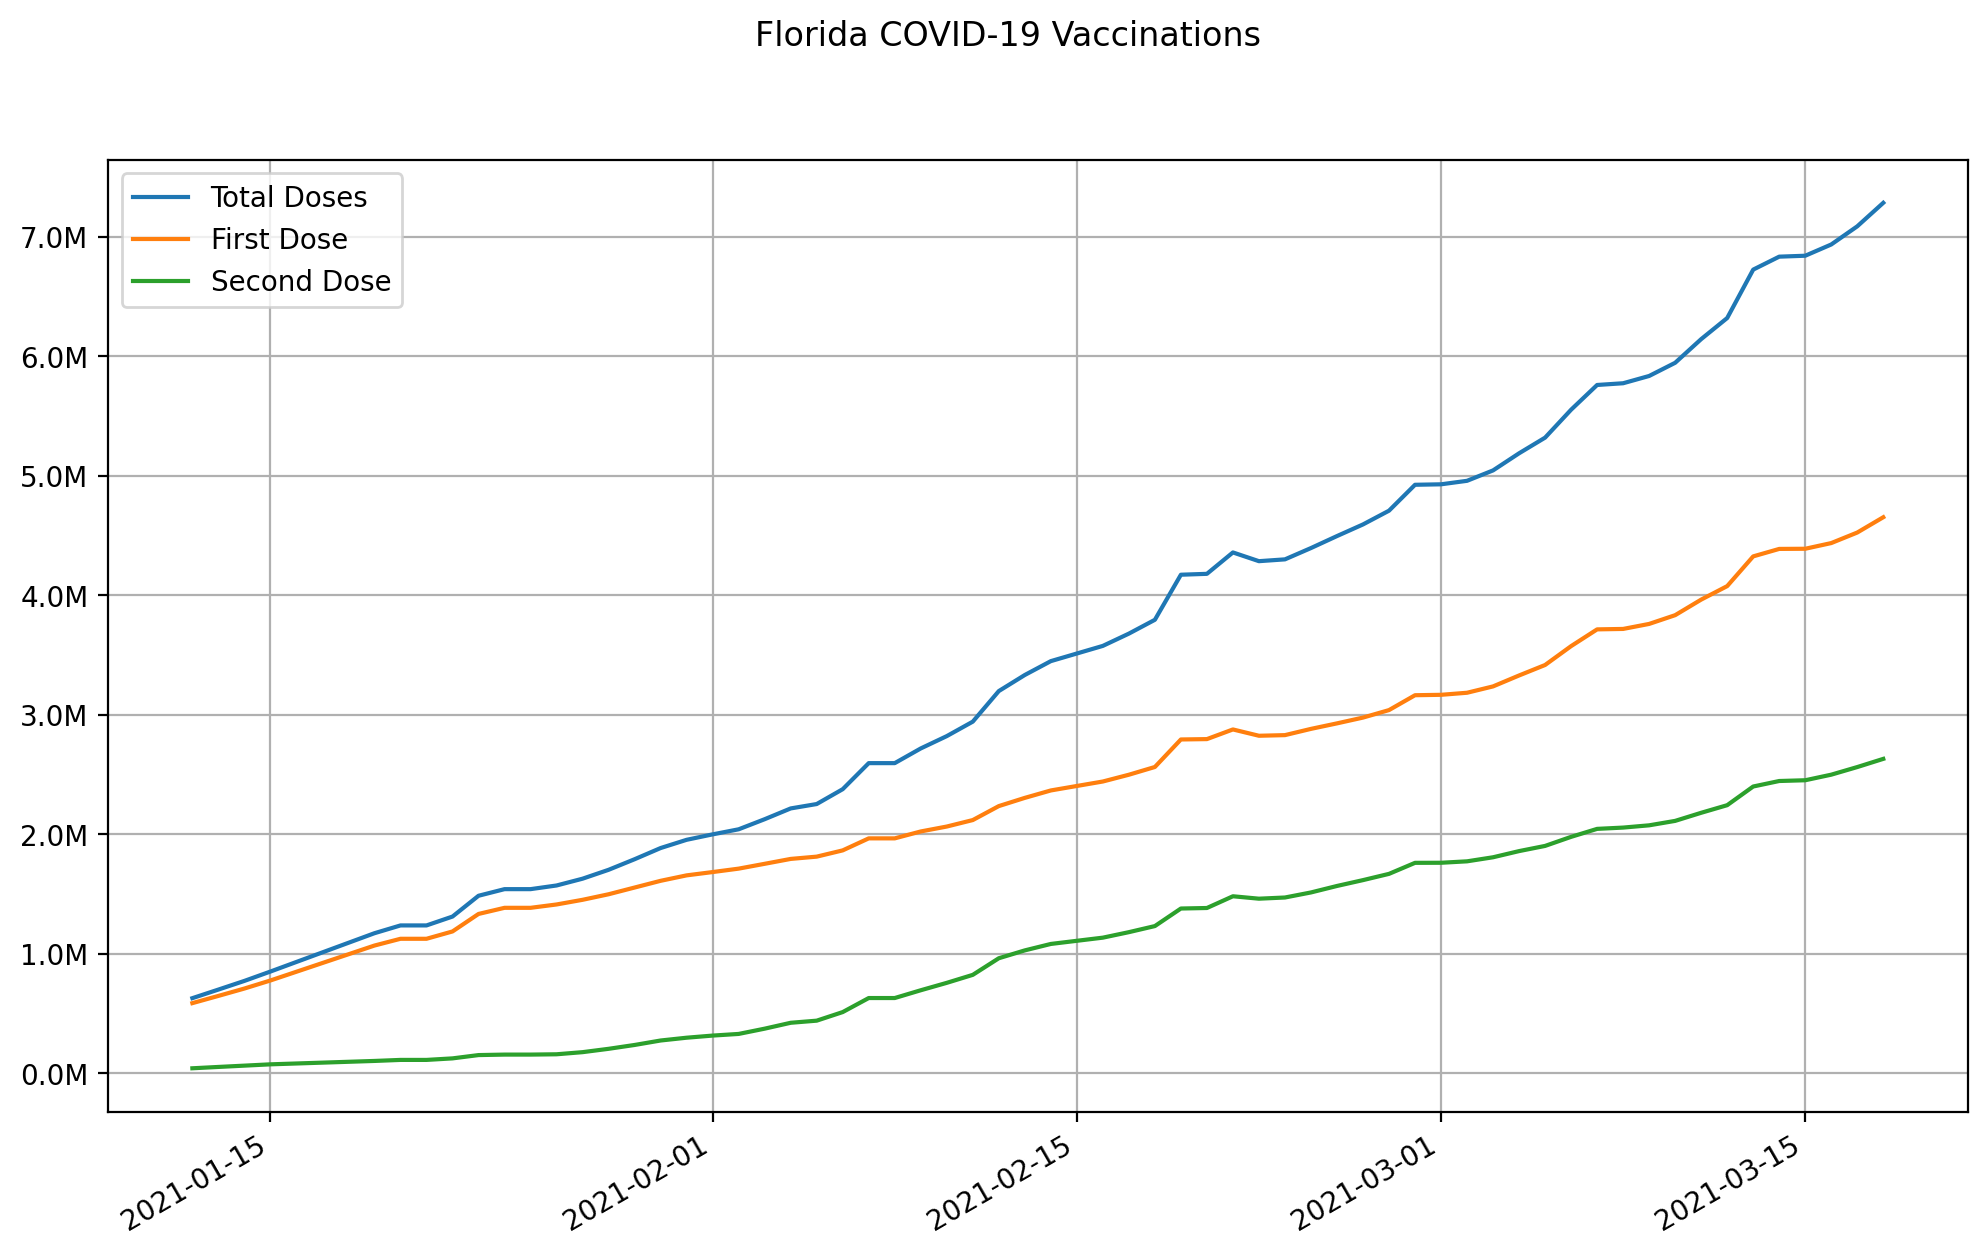 Florida COVID-19 Vaccinations
Total Doses
First Dose
Second Dose
7.0M
6.0M
5.0M
4.0M
3.0M
2.0M
1.0M
0.0M
2021-01-15
2021-02-01
2021-02-15
2021-03-01
2021-03-15